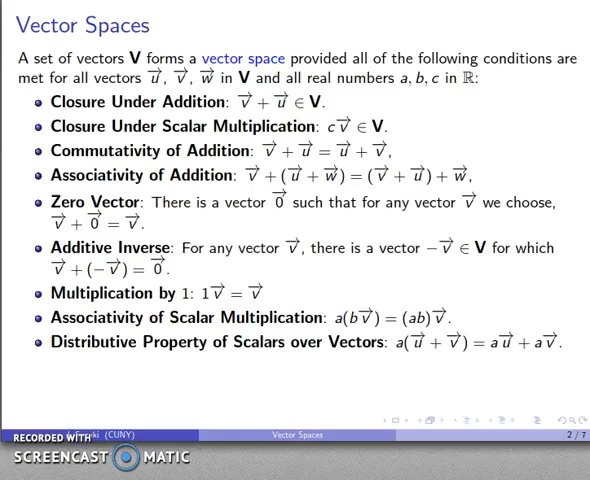 Vector Spaces
A set of vectors V forms a vector space provided all of the following conditions are
met for all vectors u⃗, v⃗, w⃗ in V and all real numbers a, b, c in ℝ:
• Closure Under Addition: v⃗ + u⃗ ∈ V.
• Closure Under Scalar Multiplication: cv⃗ ∈ V.
• Commutativity of Addition: v⃗ + u⃗ = u⃗ + v⃗,
• Associativity of Addition: v⃗ + (u⃗ + w⃗) = (v⃗ + u⃗) + w⃗,
• Zero Vector: There is a vector 0⃗ such that for any vector v⃗ we choose,
v⃗ + 0⃗ = v⃗.
• Additive Inverse: For any vector v⃗, there is a vector −v⃗ ∈ V for which
v⃗ + (−v⃗) = 0⃗.
• Multiplication by 1: 1v⃗ = v⃗
• Associativity of Scalar Multiplication: a(bv⃗) = (ab)v⃗.
• Distributive Property of Scalars over Vectors: a(u⃗ + v⃗) = au⃗ + av⃗.
(CUNY) Vector Spaces 2 / 7
RECORDED WITH
SCREENCAST MATIC